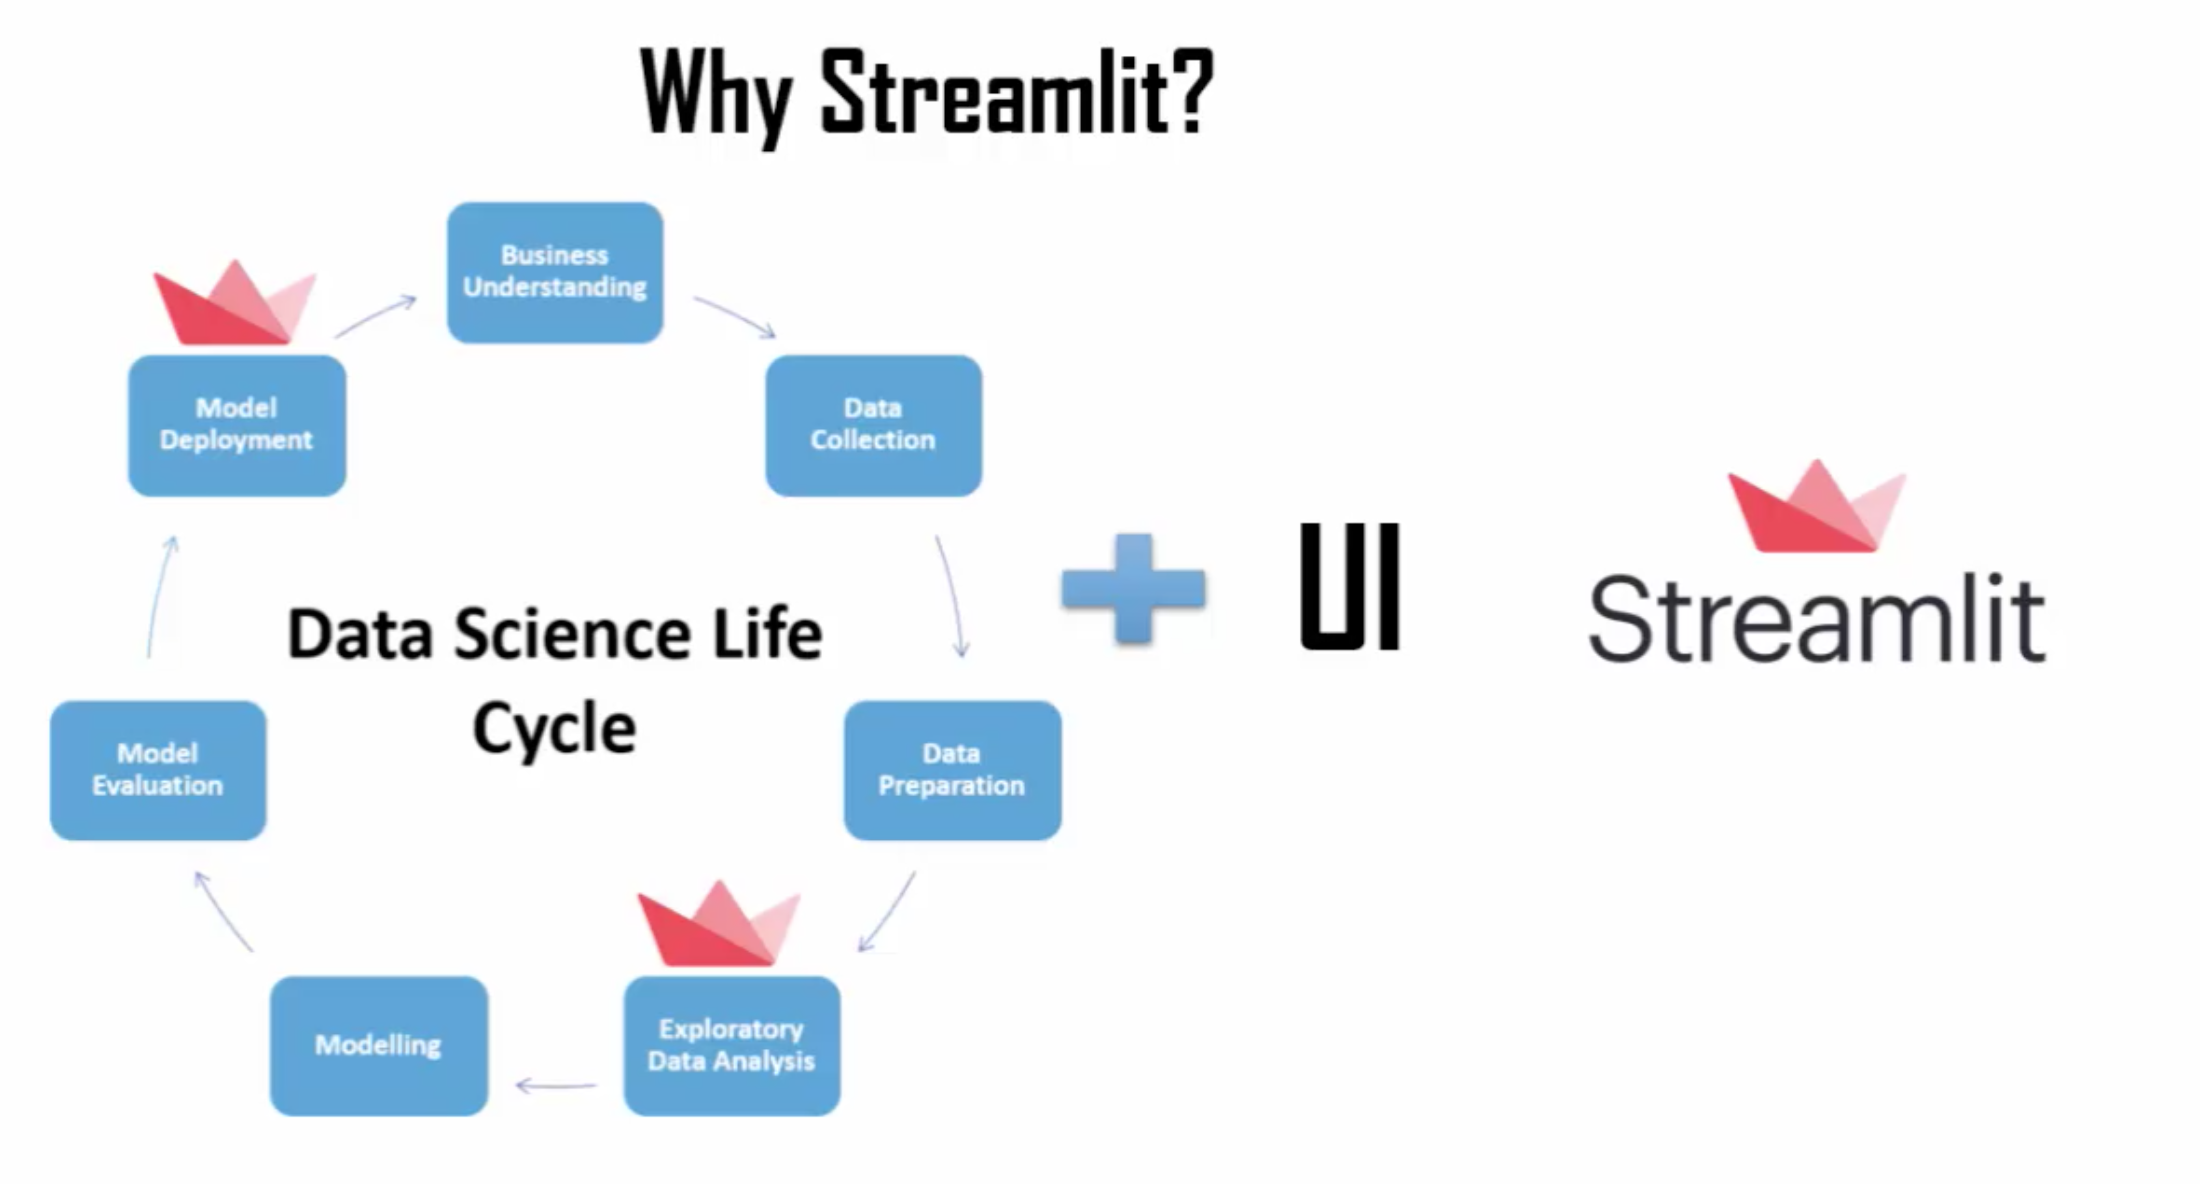 Why Streamlit?
Business
Understanding
Data
Collection
Data
Preparation
Exploratory
Data Analysis
Modelling
Model
Evaluation
Model
Deployment
Data Science Life
Cycle
UI
Streamlit